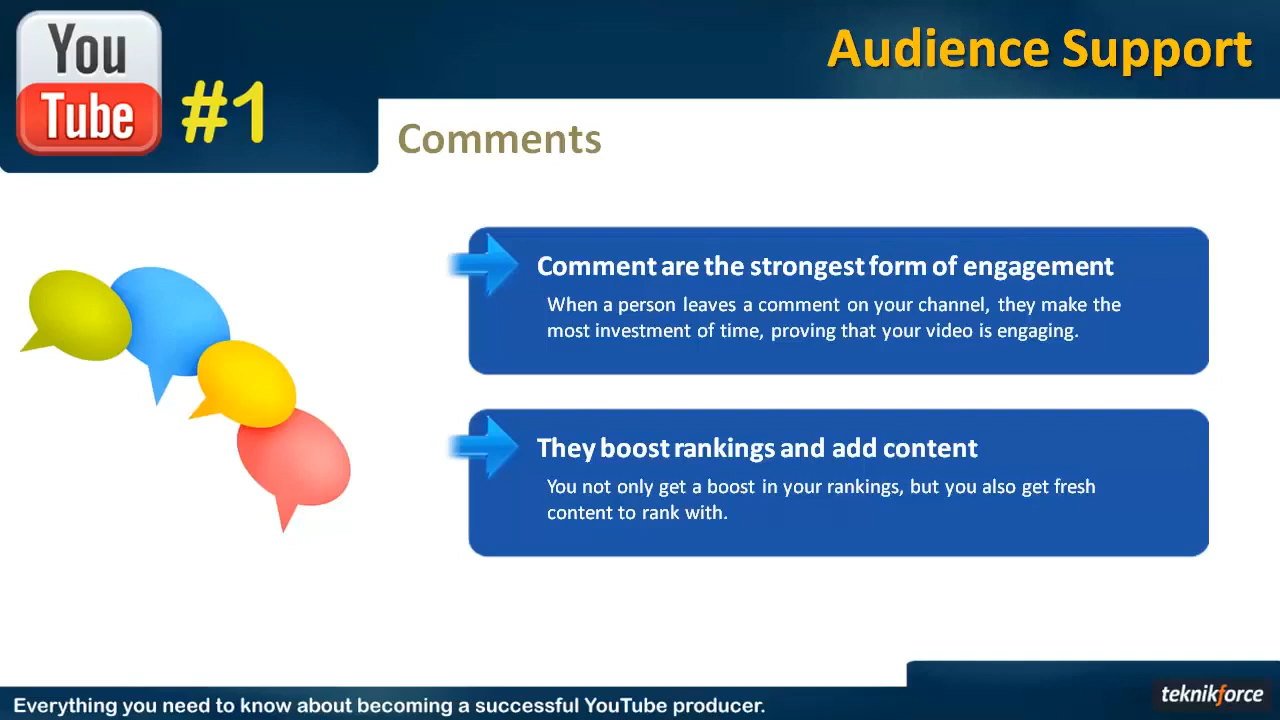 You
Tube
#1
Audience Support
Comments
Comment are the strongest form of engagement
When a person leaves a comment on your channel, they make the
most investment of time, proving that your video is engaging.
They boost rankings and add content
You not only get a boost in your rankings, but you also get fresh
content to rank with.
Everything you need to know about becoming a successful YouTube producer.
teknikforce